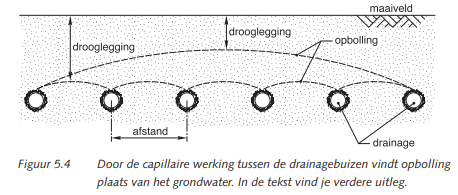 maaiveld
drooglegging
drooglegging
opbolling
afstand
drainage
Figuur 5.4 Door de capillaire werking tussen de drainagebuizen vindt opbolling
plaats van het grondwater. In de tekst vind je verdere uitleg.